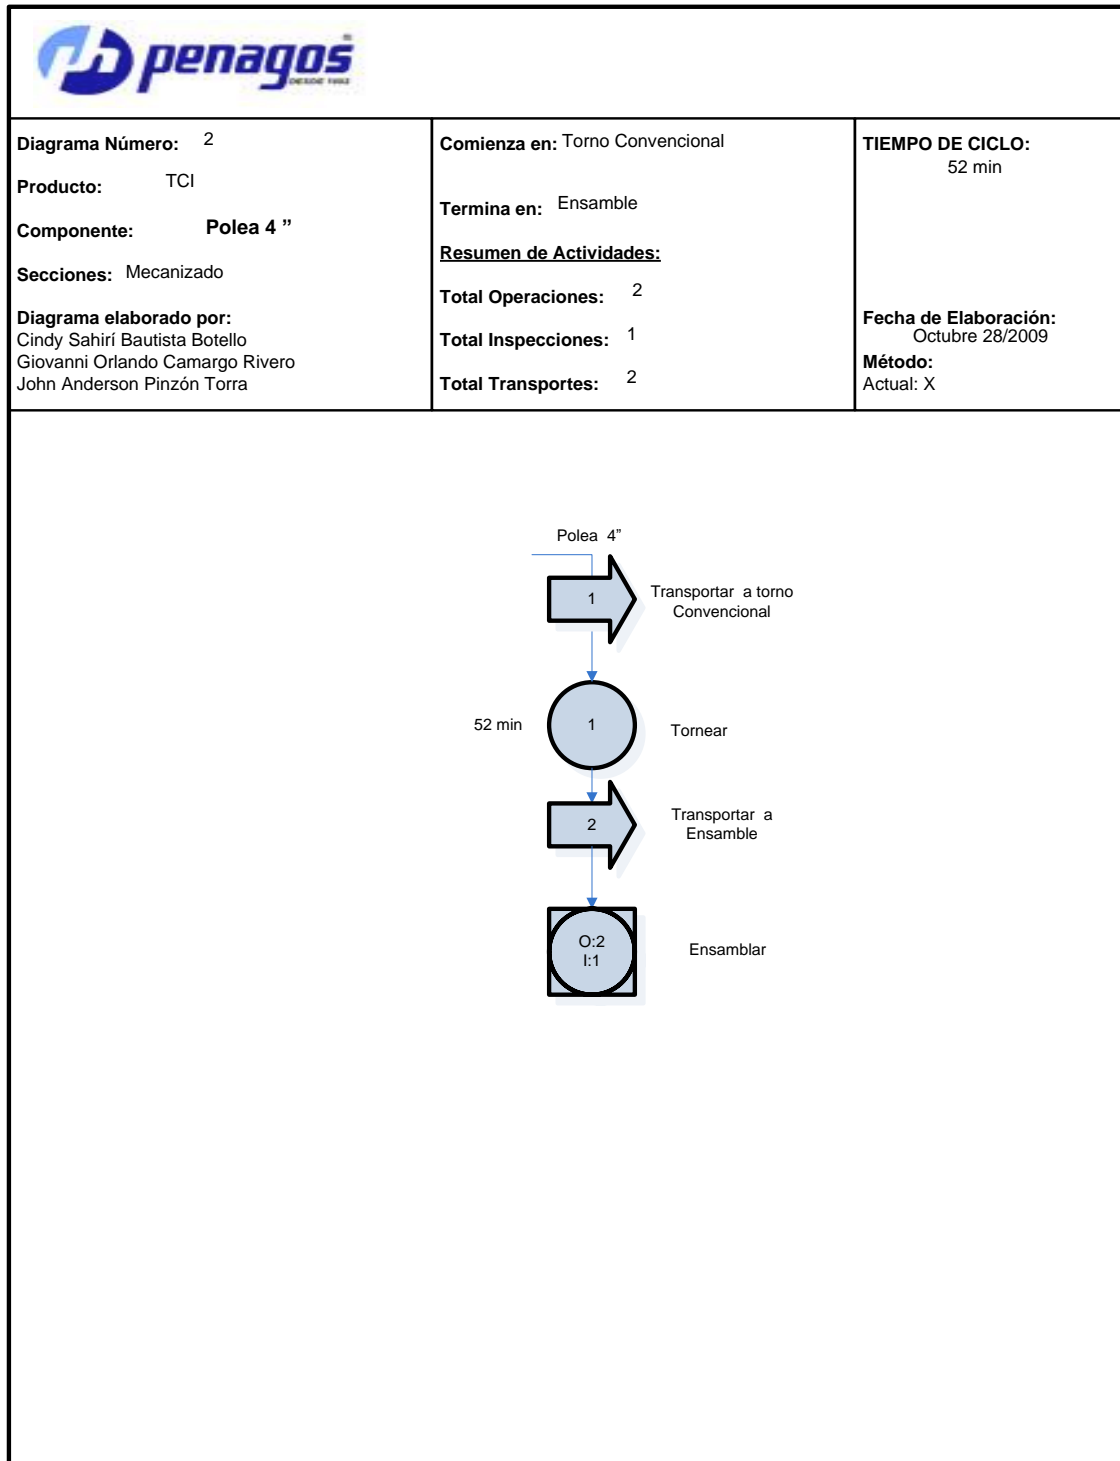 penagos
Diagrama Número: 2
Producto: TCI
Componente: Polea 4 ”
Secciones: Mecanizado
Diagrama elaborado por:
Cindy Sahirí Bautista Botello
Giovanni Orlando Camargo Rivero
John Anderson Pinzón Torra
Comienza en: Torno Convencional
Termina en: Ensamble
Resumen de Actividades:
Total Operaciones: 2
Total Inspecciones: 1
Total Transportes: 2
TIEMPO DE CICLO:
52 min
Fecha de Elaboración:
Octubre 28/2009
Método:
Actual: X
Polea 4”
1
Transportar a torno
Convencional
52 min
1
Tornear
2
Transportar a
Ensamble
O:2
I:1
Ensamblar